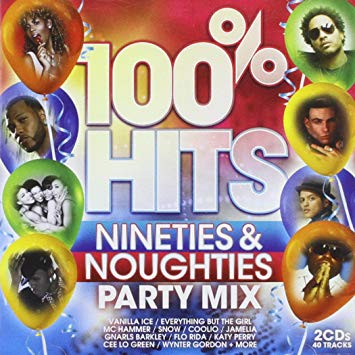 100%
HITS
NINETIES &
NOUGHTIES
PARTY MIX
VANILLA ICE / EVERYTHING BUT THE GIRL
MC HAMMER / SNOW / COOLIO / JAMELIA
GNARLS BARKLEY / FLO RIDA / KATY PERRY
CEE LO GREEN / WYNTER GORDON + MORE
2CDs
40 TRACKS